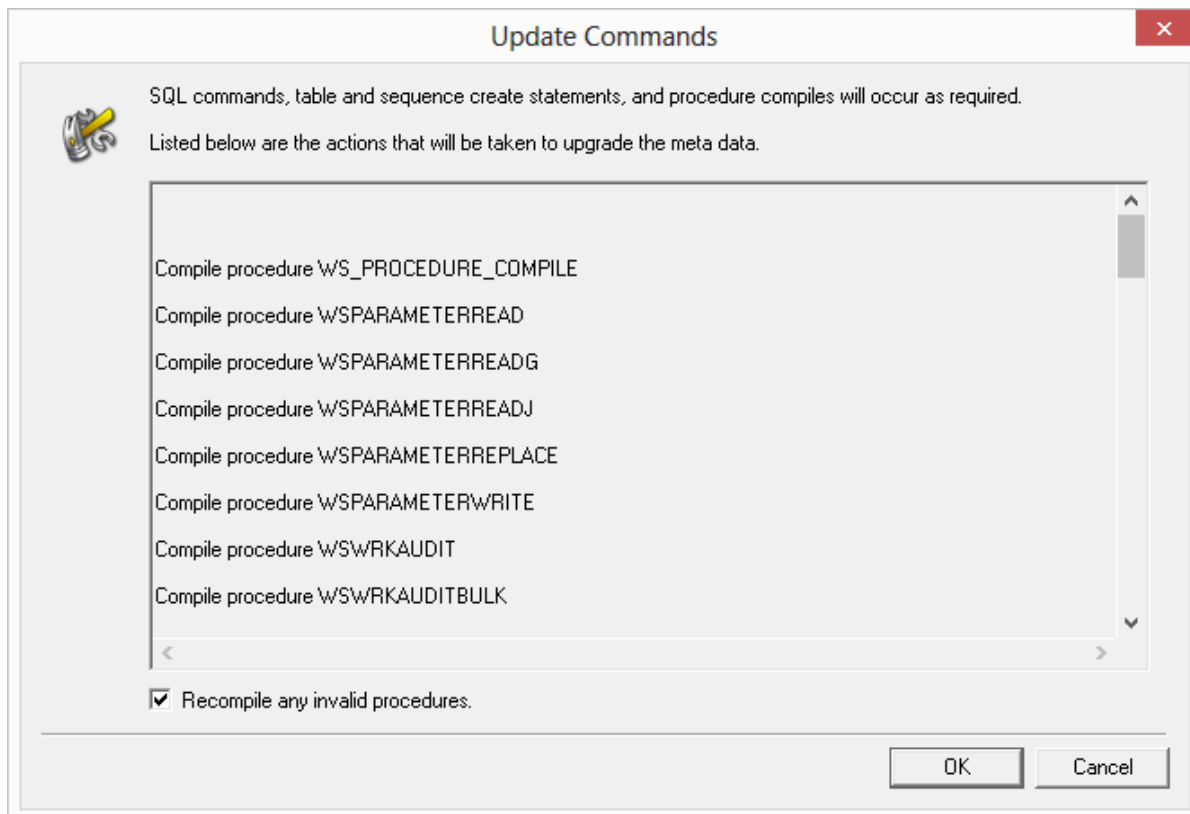 Update Commands
SQL commands, table and sequence create statements, and procedure compiles will occur as required.
Listed below are the actions that will be taken to upgrade the meta data.
Compile procedure WS_PROCEDURE_COMPILE
Compile procedure WSPARAMETERREAD
Compile procedure WSPARAMETERREADG
Compile procedure WSPARAMETERREADJ
Compile procedure WSPARAMETERREPLACE
Compile procedure WSPARAMETERWRITE
Compile procedure WSWRKAUDIT
Compile procedure WSWRKAUDITBULK
Recompile any invalid procedures.
OK Cancel